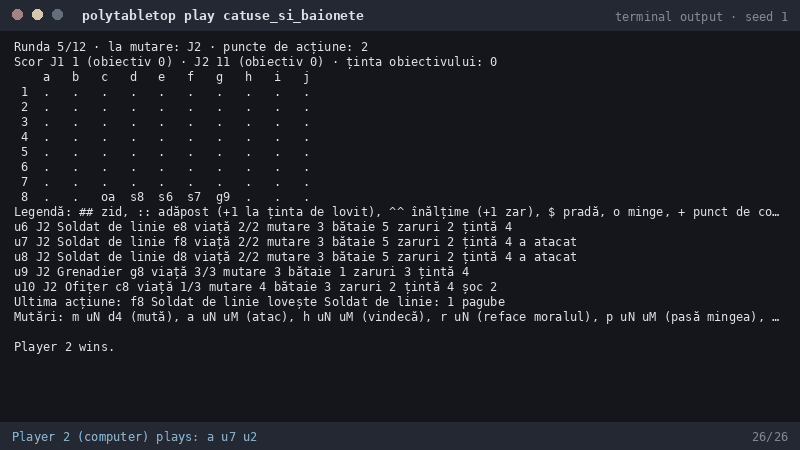 polytabletop play catuse_si_baionete
terminal output · seed 1
Runda 5/12 · la mutare: J2 · puncte de acțiune: 2
Scor J1 1 (obiectiv 0) · J2 11 (obiectiv 0) · ținta obiectivului: 0
a b c d e f g h i j
1 . . . . . . . . . .
2 . . . . . . . . . .
3 . . . . . . . . . .
4 . . . . . . . . . .
5 . . . . . . . . . .
6 . . . . . . . . . .
7 . . . . . . . . . .
8 . . oa s8 s6 s7 g9 . . .
Legendă: ## zid, :: adăpost (+1 la ținta de lovit), ^^ înălțime (+1 zar), $ pradă, o minge, + punct de co…
u6 J2 Soldat de linie e8 viață 2/2 mutare 3 bătaie 5 zaruri 2 țintă 4
u7 J2 Soldat de linie f8 viață 2/2 mutare 3 bătaie 5 zaruri 2 țintă 4 a atacat
u8 J2 Soldat de linie d8 viață 2/2 mutare 3 bătaie 5 zaruri 2 țintă 4 a atacat
u9 J2 Grenadier g8 viață 3/3 mutare 3 bătaie 1 zaruri 3 țintă 4
u10 J2 Ofițer c8 viață 1/3 mutare 4 bătaie 3 zaruri 2 țintă 4 șoc 2
Ultima acțiune: f8 Soldat de linie lovește Soldat de linie: 1 pagube
Mutări: m uN d4 (mută), a uN uM (atac), h uN uM (vindecă), r uN (reface moralul), p uN uM (pasă mingea), …
Player 2 wins.
Player 2 (computer) plays: a u7 u2
26/26